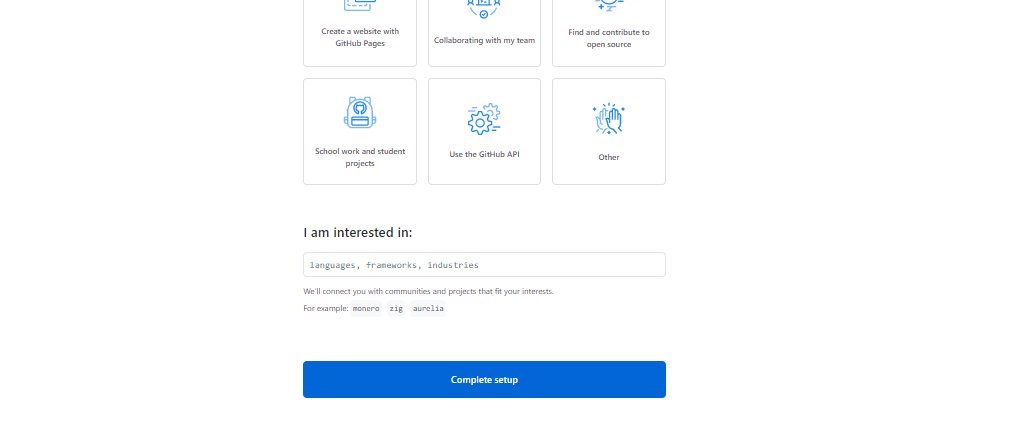 Create a website with
GitHub Pages
Collaborating with my team
Find and contribute to
open source
School work and student
projects
Use the GitHub API
Other
I am interested in:
languages, frameworks, industries
We'll connect you with communities and projects that fit your interests.
For example: monero zig aurelia
Complete setup